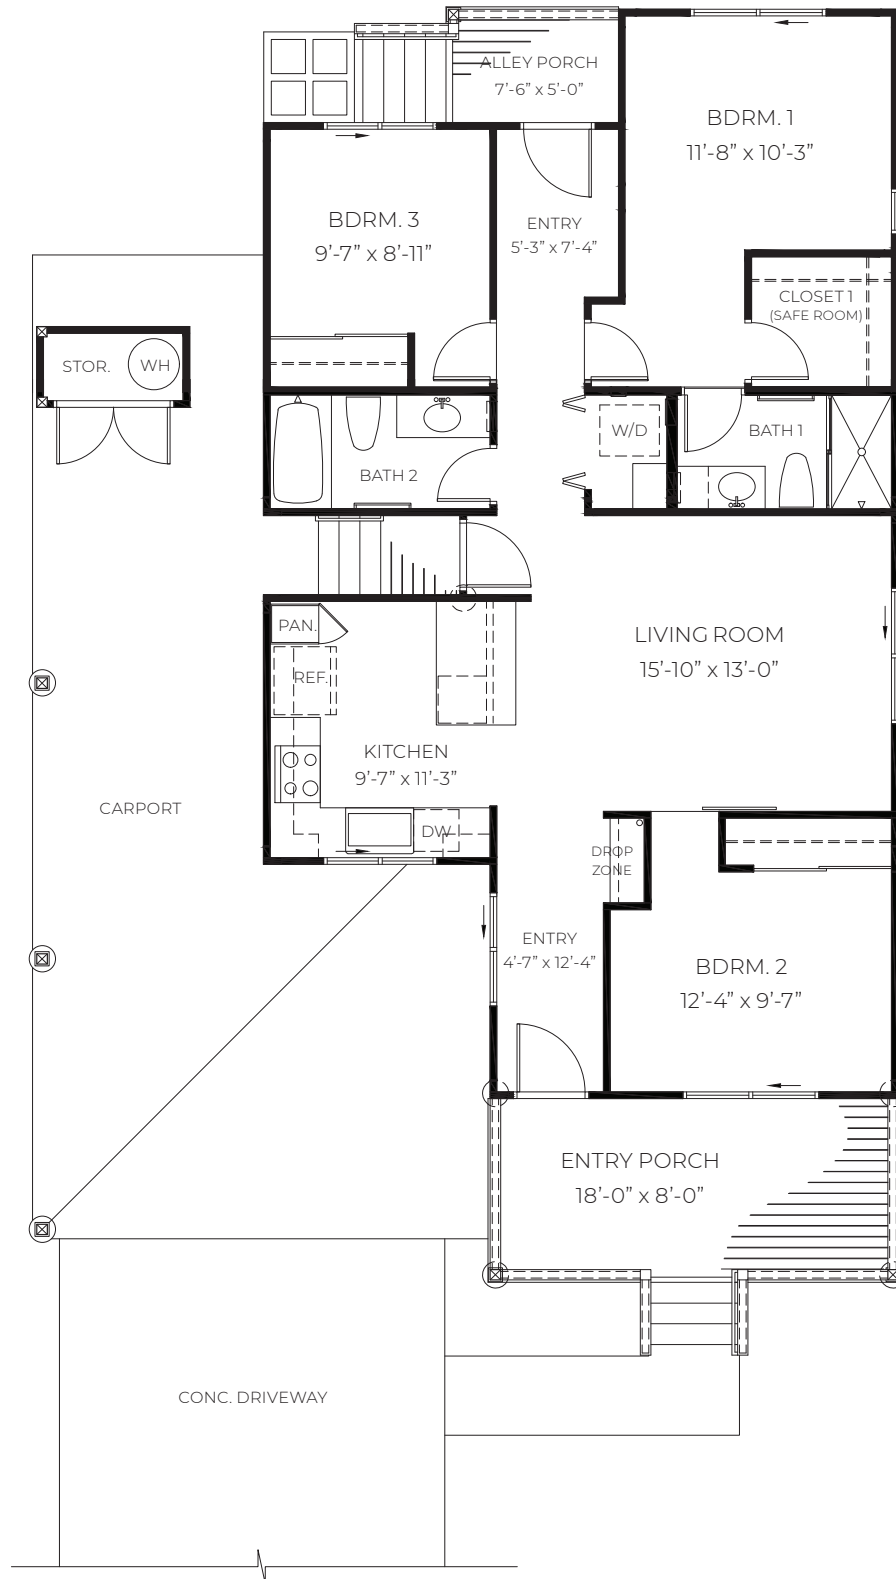 ALLEY PORCH
7'-6" x 5'-0"
BDRM. 1
11'-8" x 10'-3"
BDRM. 3
9'-7" x 8'-11"
ENTRY
5'-3" x 7'-4"
CLOSET 1
(SAFE ROOM)
STOR.
WH
W/D
BATH 1
BATH 2
PAN.
REF.
LIVING ROOM
15'-10" x 13'-0"
KITCHEN
9'-7" x 11'-3"
CARPORT
DW
DROP
ZONE
ENTRY
4'-7" x 12'-4"
BDRM. 2
12'-4" x 9'-7"
ENTRY PORCH
18'-0" x 8'-0"
CONC. DRIVEWAY